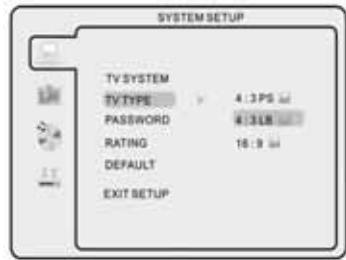 SYSTEM SETUP
TV SYSTEM
TV TYPE 4:3 PS
PASSWORD 4:3 LB
RATING 16:9
DEFAULT
EXIT SETUP